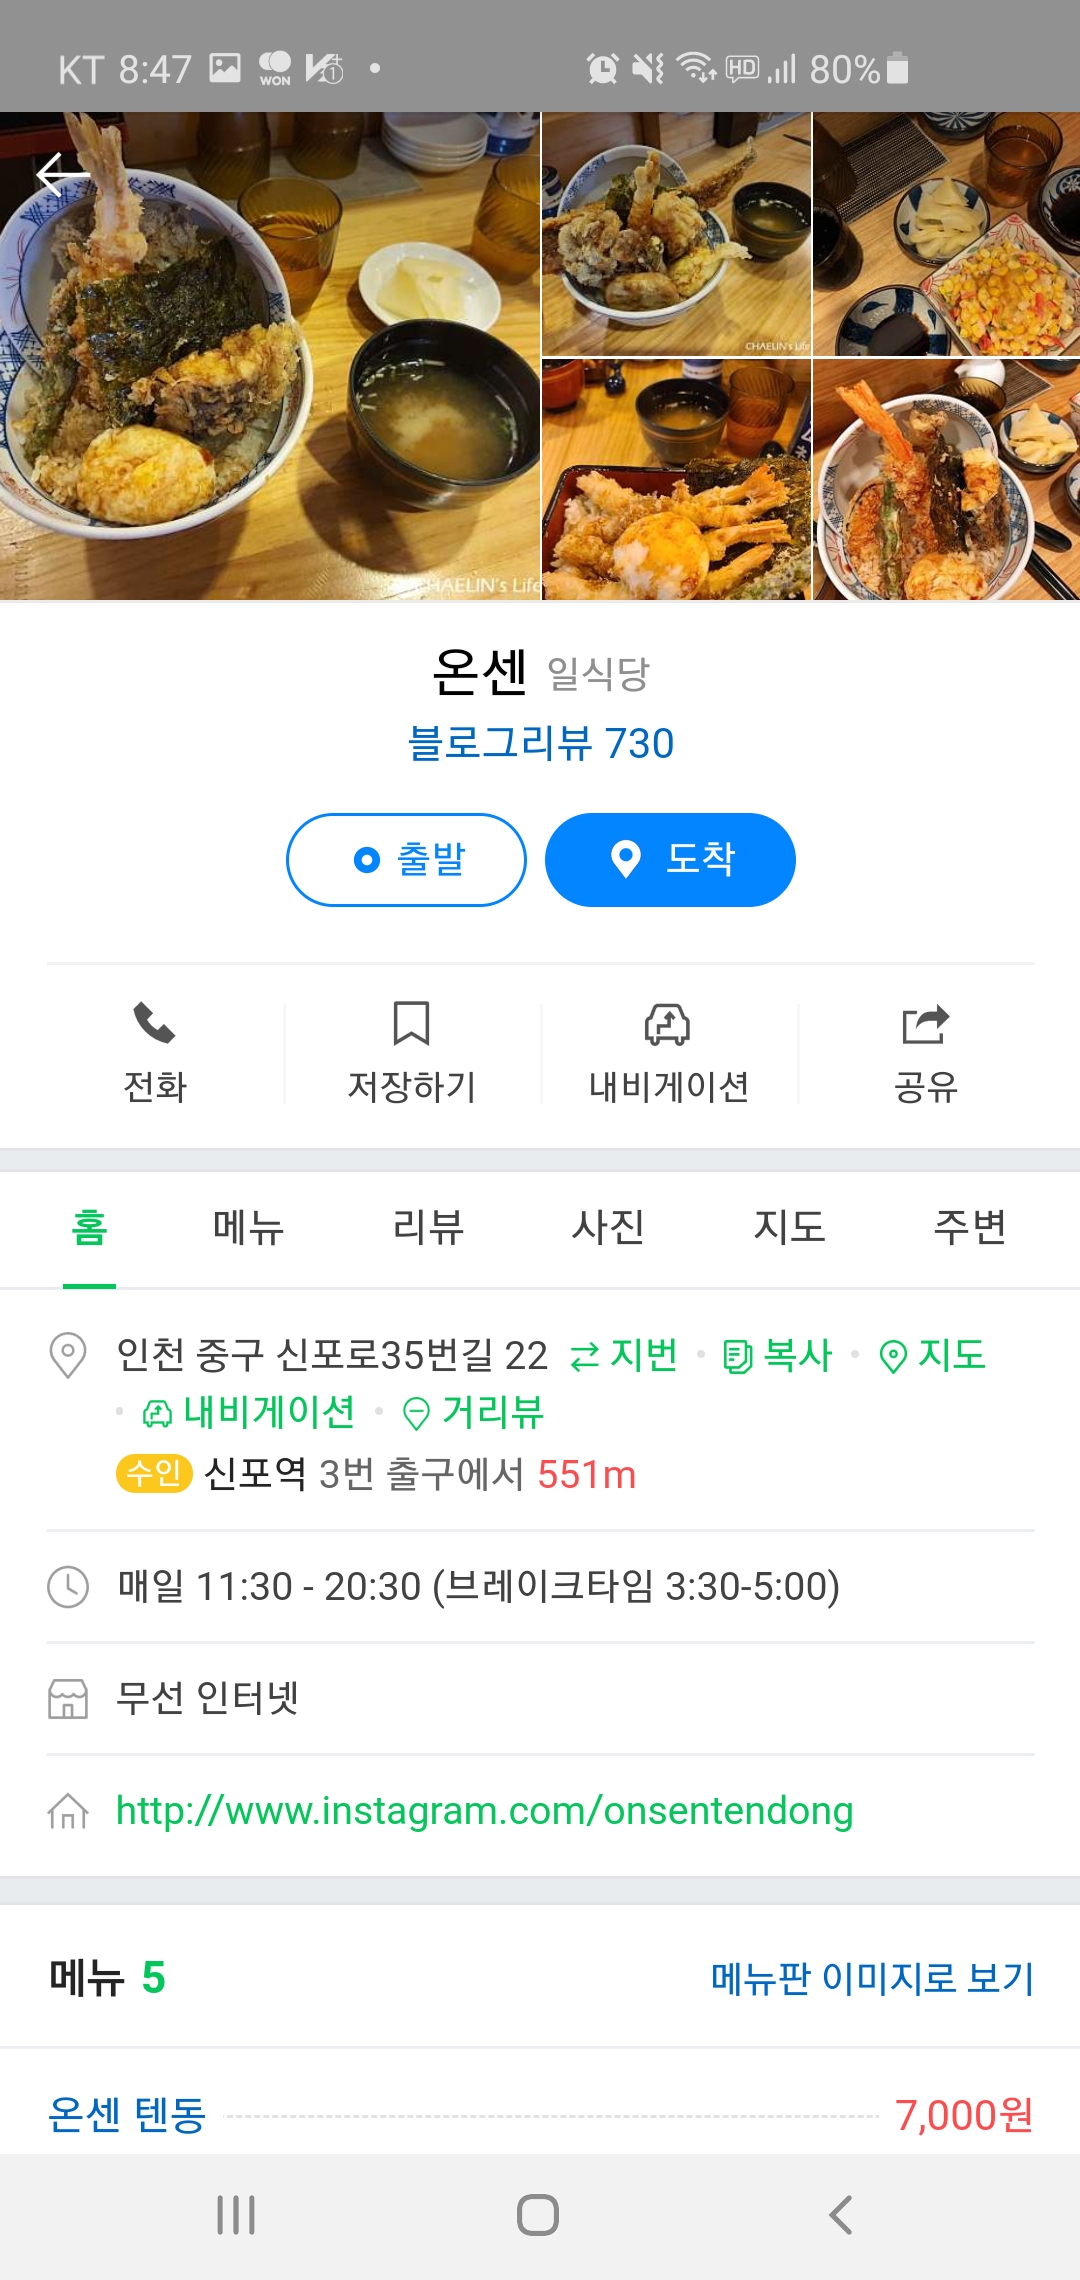 KT 8:47 WON 1 HD 80%
CHAELIN's Life
CHAELIN's Life
온센 일식당
블로그리뷰 730
출발 도착
전화 저장하기 내비게이션 공유
홈 메뉴 리뷰 사진 지도 주변
인천 중구 신포로35번길 22 지번 · 복사 · 지도
· 내비게이션 · 거리뷰
수인 신포역 3번 출구에서 551m
매일 11:30 - 20:30 (브레이크타임 3:30-5:00)
무선 인터넷
http://www.instagram.com/onsentendong
메뉴 5 메뉴판 이미지로 보기
온센 텐동 7,000원